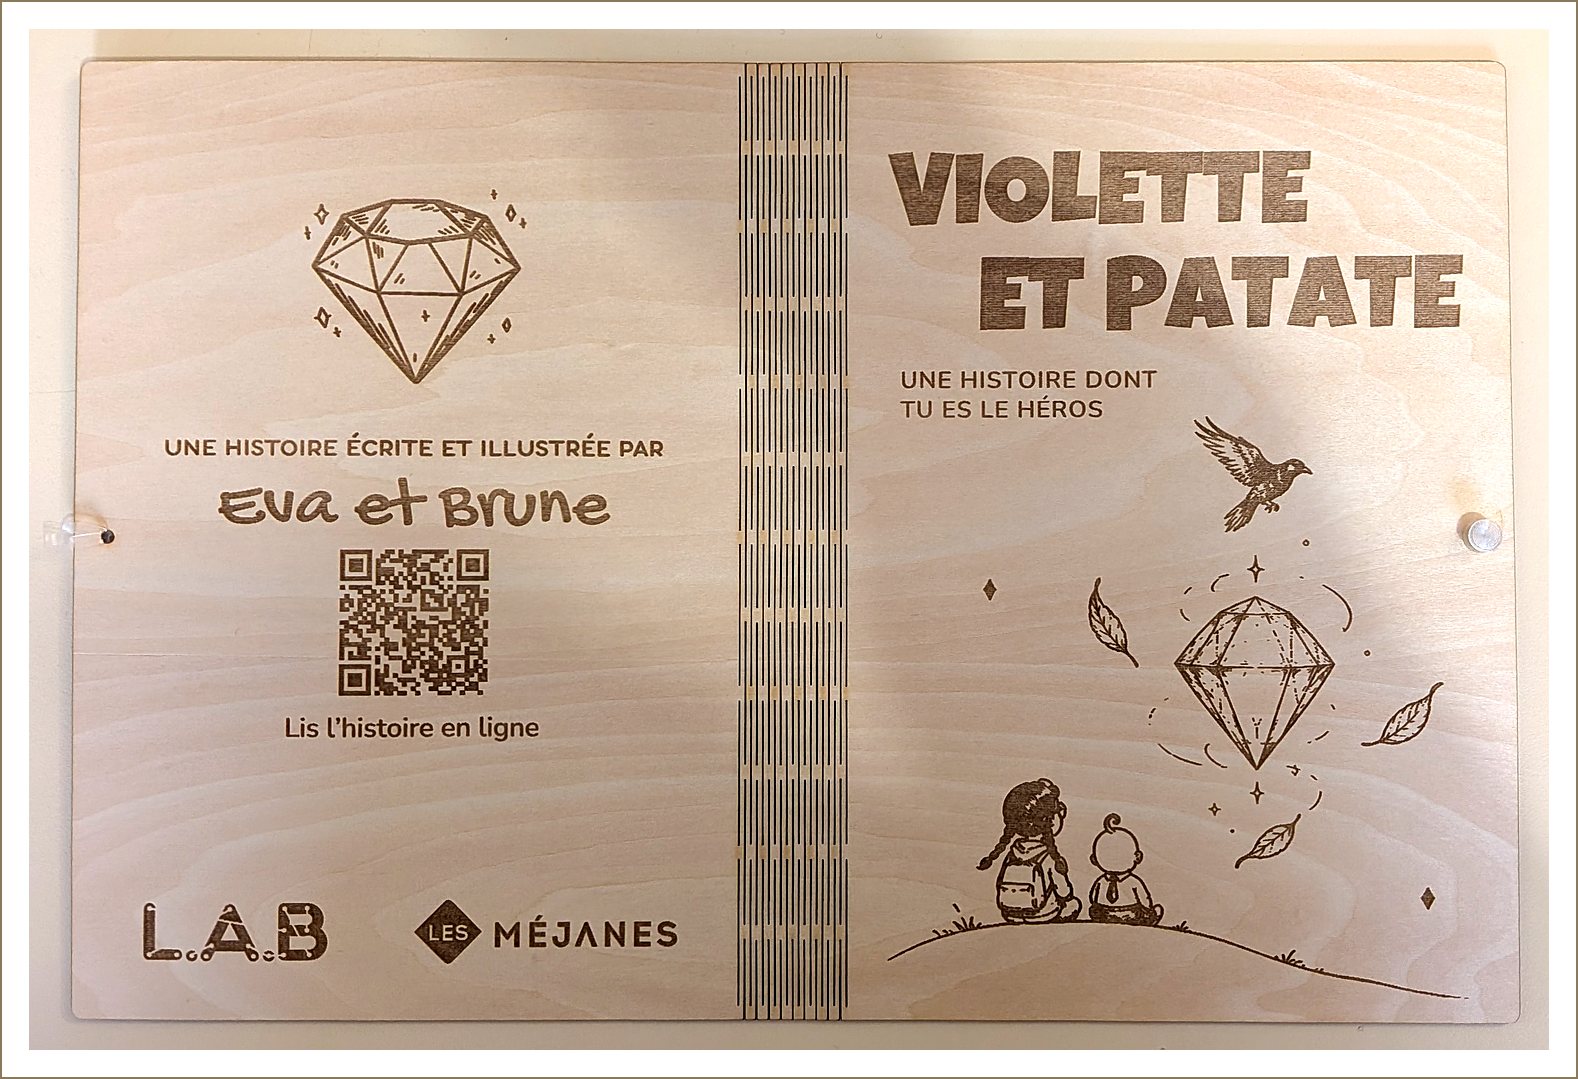 UNE HISTOIRE ÉCRITE ET ILLUSTRÉE PAR
Eva et Brune
Lis l'histoire en ligne
L.A.B
LES MÉJANES
VIOLETTE
ET PATATE
UNE HISTOIRE DONT
TU ES LE HÉROS